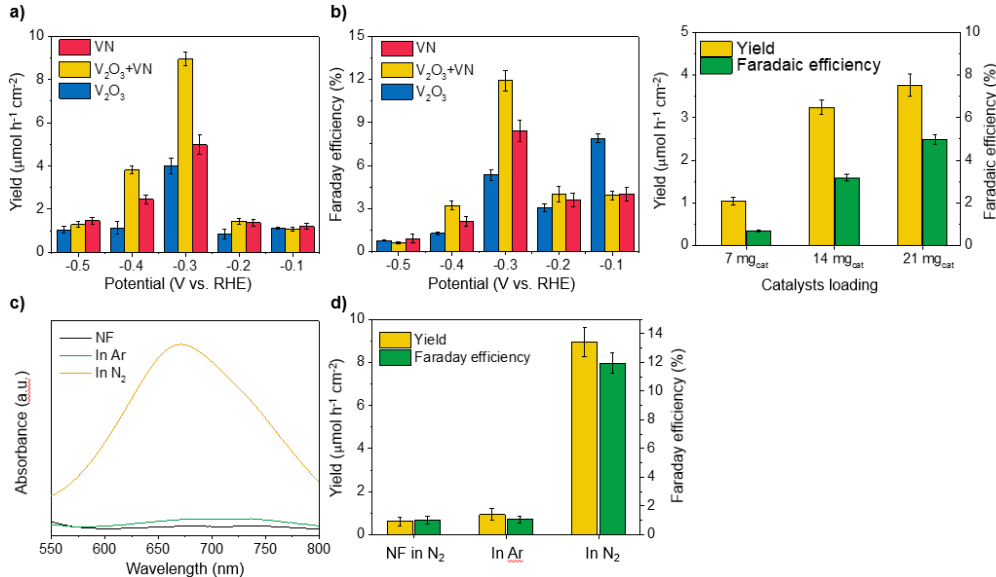 a)
Yield (μmol h⁻¹ cm⁻²)
10
8
6
4
2
0
VN
V₂O₃+VN
V₂O₃
-0.5 -0.4 -0.3 -0.2 -0.1
Potential (V vs. RHE)
b)
Faraday efficiency (%)
15
12
9
6
3
0
VN
V₂O₃+VN
V₂O₃
-0.5 -0.4 -0.3 -0.2 -0.1
Potential (V vs. RHE)
Yield (μmol h⁻¹ cm⁻²)
5
4
3
2
1
0
Yield
Faradaic efficiency
10
8
6
4
2
0
Faradaic efficiency (%)
7 mg_cat 14 mg_cat 21 mg_cat
Catalysts loading
c)
Absorbance (a.u.)
NF
In Ar
In N₂
550 600 650 700 750 800
Wavelength (nm)
d)
Yield (μmol h⁻¹ cm⁻²)
10
8
6
4
2
0
Yield
Faraday efficiency
14
12
10
8
6
4
2
0
Faraday efficiency (%)
NF in N₂ In Ar In N₂